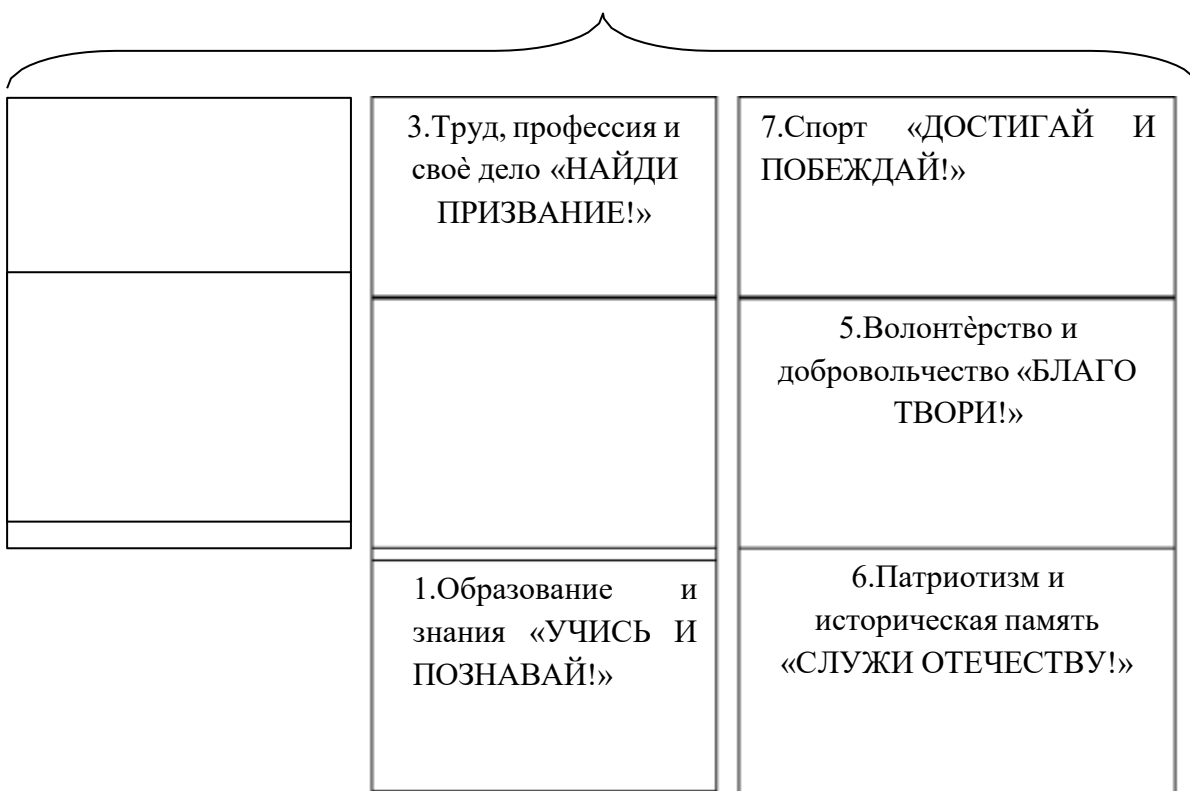 3.Труд, профессия и
своѐ дело «НАЙДИ
ПРИЗВАНИЕ!»
7.Спорт «ДОСТИГАЙ И
ПОБЕЖДАЙ!»
5.Волонтѐрство и
добровольчество «БЛАГО
ТВОРИ!»
1.Образование и
знания «УЧИСЬ И
ПОЗНАВАЙ!»
6.Патриотизм и
историческая память
«СЛУЖИ ОТЕЧЕСТВУ!»